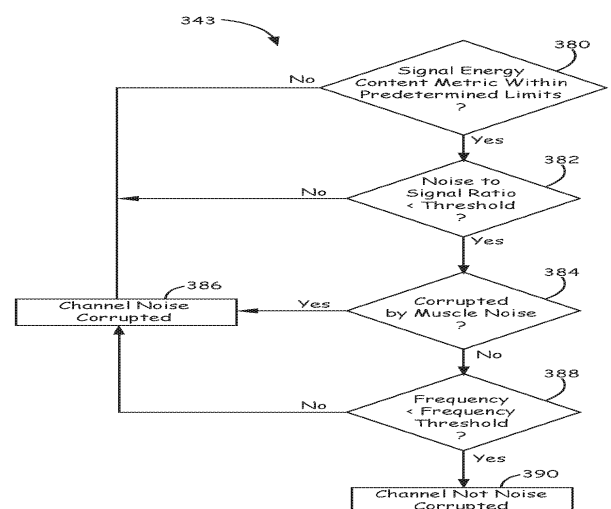 343
380
No
Signal Energy
Content Metric Within
Predetermined Limits
?
Yes
382
No
Noise to
Signal Ratio
< Threshold
?
Yes
384
386
Channel Noise
Corrupted
Yes
Corrupted
by Muscle Noise
?
No
388
No
Frequency
< Frequency
Threshold
?
Yes
390
Channel Not Noise
Corrupted